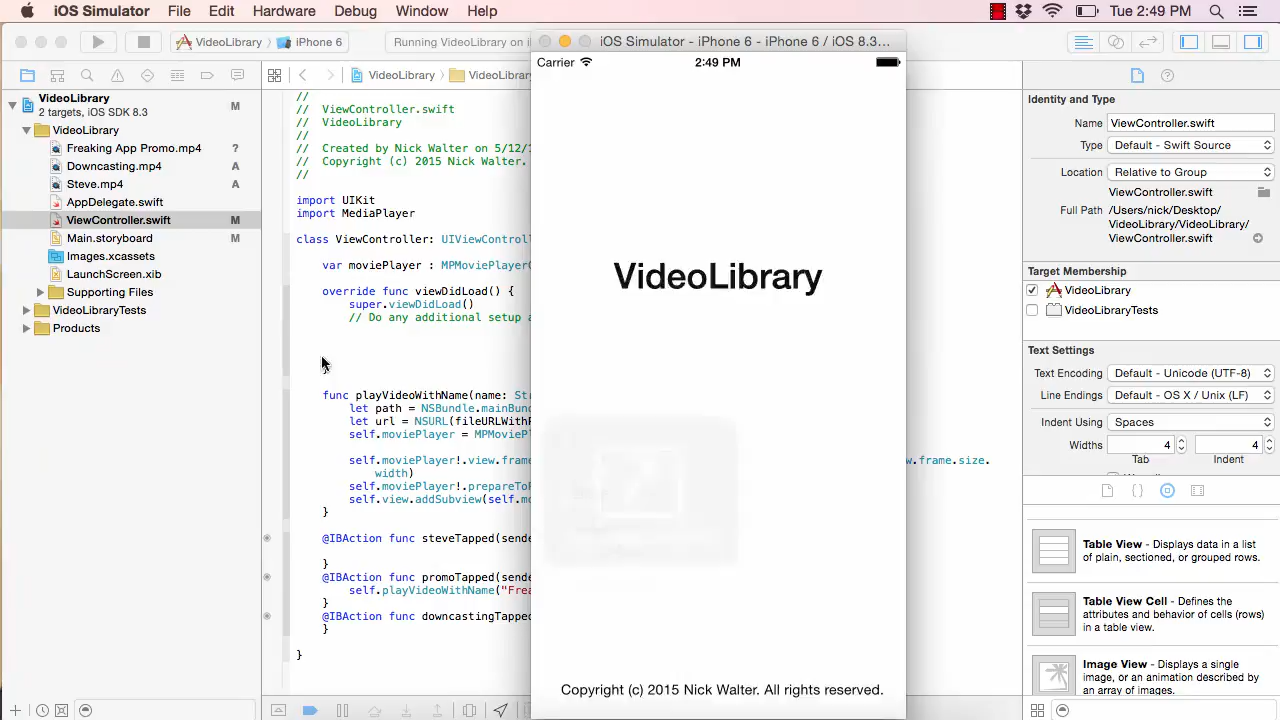 iOS Simulator File Edit Hardware Debug Window Help Tue 2:49 PM
VideoLibrary iPhone 6 Running VideoLibrary on i
iOS Simulator - iPhone 6 - iPhone 6 / iOS 8.3...
VideoLibrary VideoLibrary
Carrier 2:49 PM
VideoLibrary
2 targets, iOS SDK 8.3
M
VideoLibrary
Freaking App Promo.mp4 ?
Downcasting.mp4 A
Steve.mp4 A
AppDelegate.swift
ViewController.swift M
Main.storyboard M
Images.xcassets
LaunchScreen.xib
Supporting Files
VideoLibraryTests
Products
//
// ViewController.swift
// VideoLibrary
//
// Created by Nick Walter on 5/12/1
// Copyright (c) 2015 Nick Walter.
//
import UIKit
import MediaPlayer
class ViewController: UIViewControll
var moviePlayer : MPMoviePlayerC
override func viewDidLoad() {
super.viewDidLoad()
// Do any additional setup a
func playVideoWithName(name: Str
let path = NSBundle.mainBund
let url = NSURL(fileURLWithP
self.moviePlayer = MPMoviePl
self.moviePlayer!.view.frame
w.frame.size.
width)
self.moviePlayer!.prepareToP
self.view.addSubview(self.mo
}
@IBAction func steveTapped(sende
}
@IBAction func promoTapped(sende
self.playVideoWithName("Frea
}
@IBAction func downcastingTapped
}
}
VideoLibrary
Copyright (c) 2015 Nick Walter. All rights reserved.
Identity and Type
Name ViewController.swift
Type Default - Swift Source
Location Relative to Group
ViewController.swift
Full Path /Users/nick/Desktop/
VideoLibrary/VideoLibrary/
ViewController.swift
Target Membership
VideoLibrary
VideoLibraryTests
Text Settings
Text Encoding Default - Unicode (UTF-8)
Line Endings Default - OS X / Unix (LF)
Indent Using Spaces
Widths 4 4
Tab Indent
Table View - Displays data in a
list of plain, sectioned, or grouped rows.
Table View Cell - Defines the
attributes and behavior of cells (rows)
in a table view.
Image View - Displays a single
image, or an animation described by
an array of images.